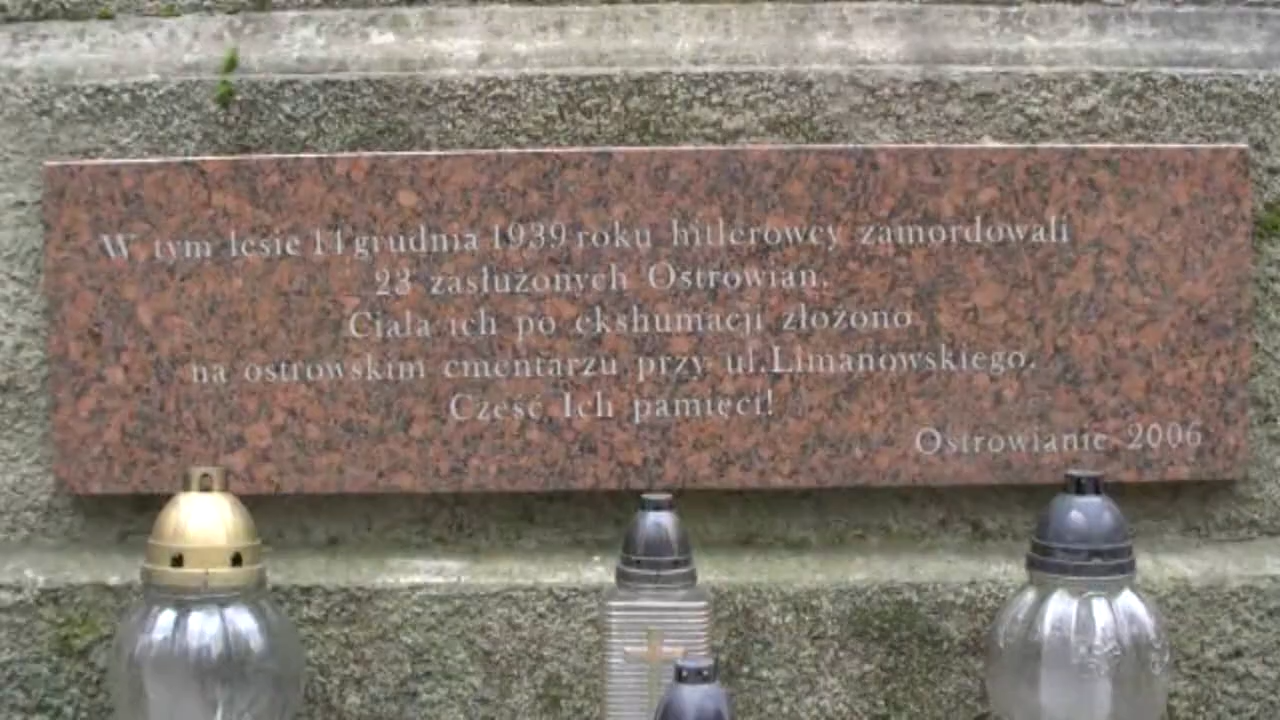 W tym lesie 14 grudnia 1939 roku hitlerowcy zamordowali
23 zasłużonych Ostrowian.
Ciała ich po ekshumacji złożono
na ostrowskim cmentarzu przy ul.Limanowskiego.
Cześć Ich pamięci!
Ostrowianie 2006